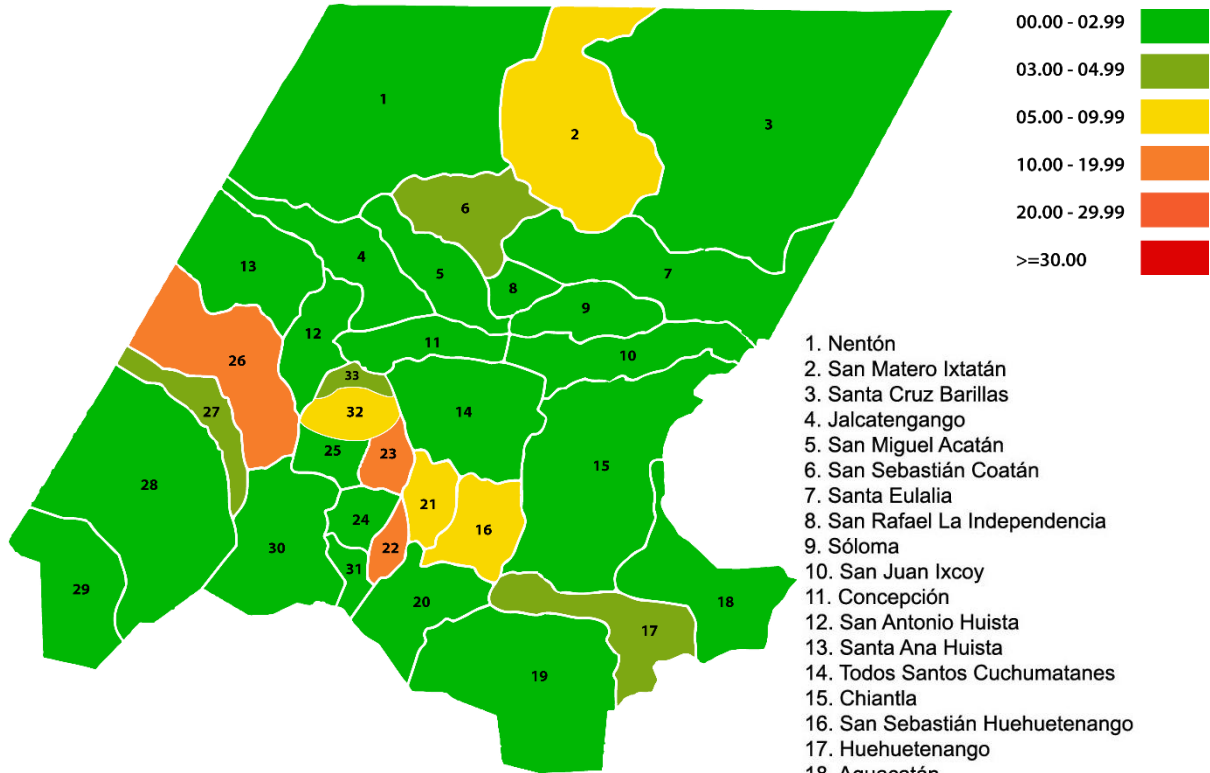 00.00 - 02.99
03.00 - 04.99
05.00 - 09.99
10.00 - 19.99
20.00 - 29.99
>=30.00
1
2
3
6
13
4
5
7
8
9
12
11
10
26
33
27
32
14
25
23
15
28
21
16
24
22
30
31
29
20
18
17
19
1. Nentón
2. San Matero Ixtatán
3. Santa Cruz Barillas
4. Jalcatengango
5. San Miguel Acatán
6. San Sebastián Coatán
7. Santa Eulalia
8. San Rafael La Independencia
9. Sóloma
10. San Juan Ixcoy
11. Concepción
12. San Antonio Huista
13. Santa Ana Huista
14. Todos Santos Cuchumatanes
15. Chiantla
16. San Sebastián Huehuetenango
17. Huehuetenango
18. Aguacatán